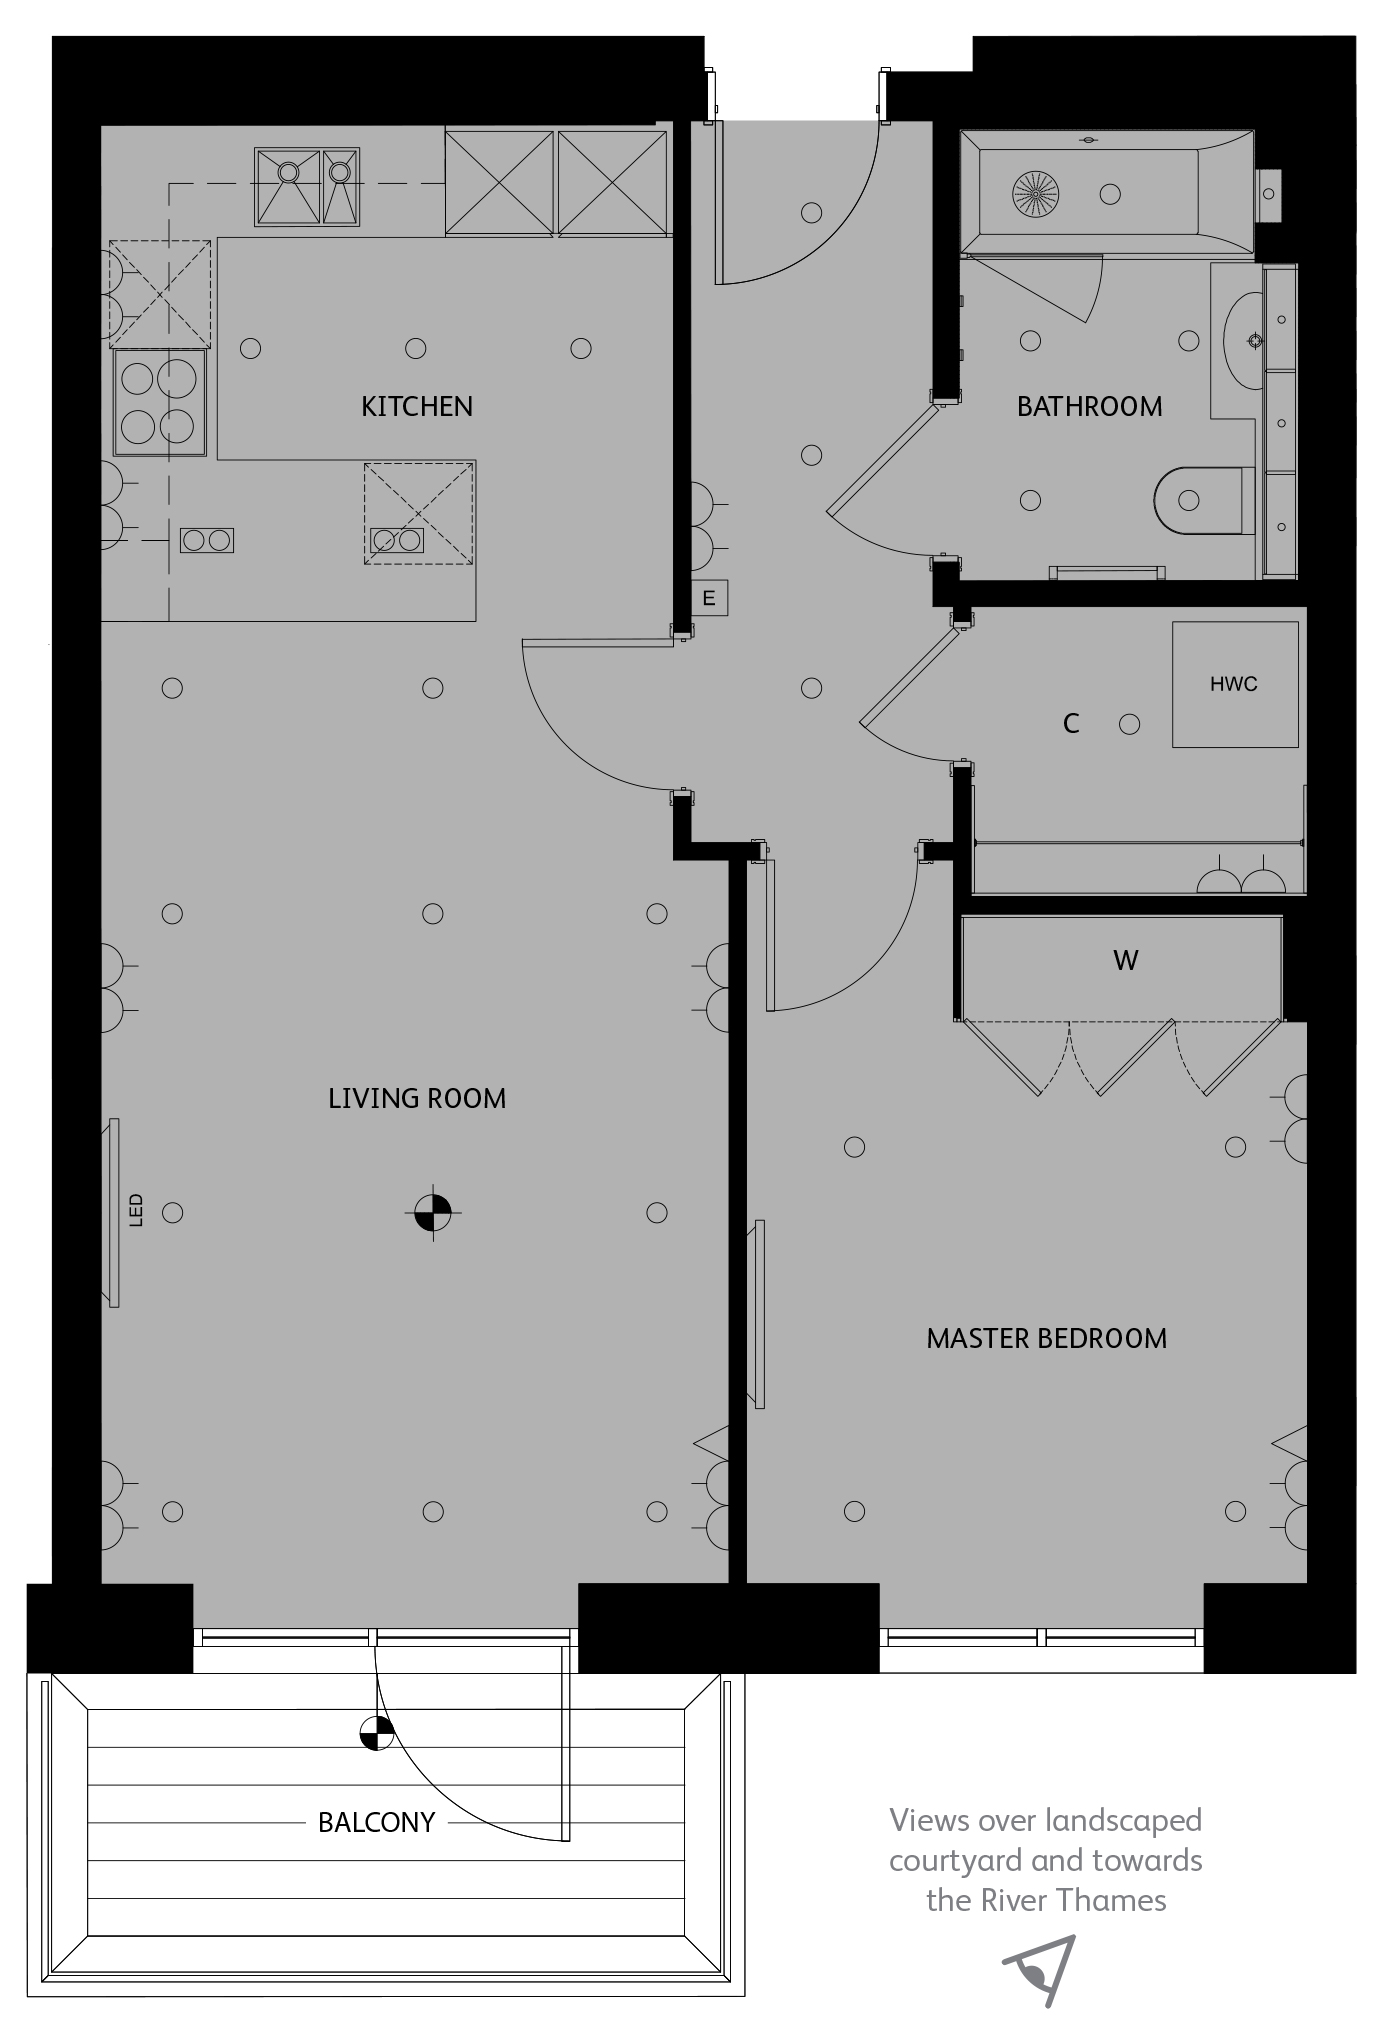 KITCHEN
BATHROOM
E
HWC
C
W
LIVING ROOM
LED
MASTER BEDROOM
BALCONY
Views over landscaped
courtyard and towards
the River Thames